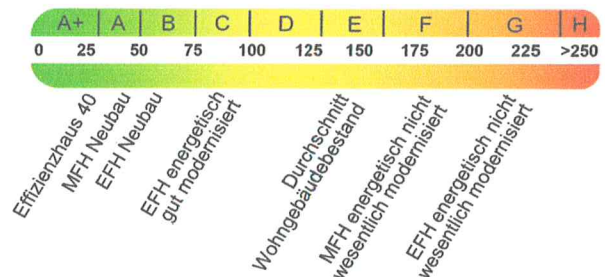 A+ A B C D E F G H
0 25 50 75 100 125 150 175 200 225 >250
Effizienzhaus 40
MFH Neubau
EFH Neubau
EFH energetisch
gut modernisiert
Durchschnitt
Wohngebäudebestand
MFH energetisch nicht
wesentlich modernisiert
EFH energetisch nicht
wesentlich modernisiert